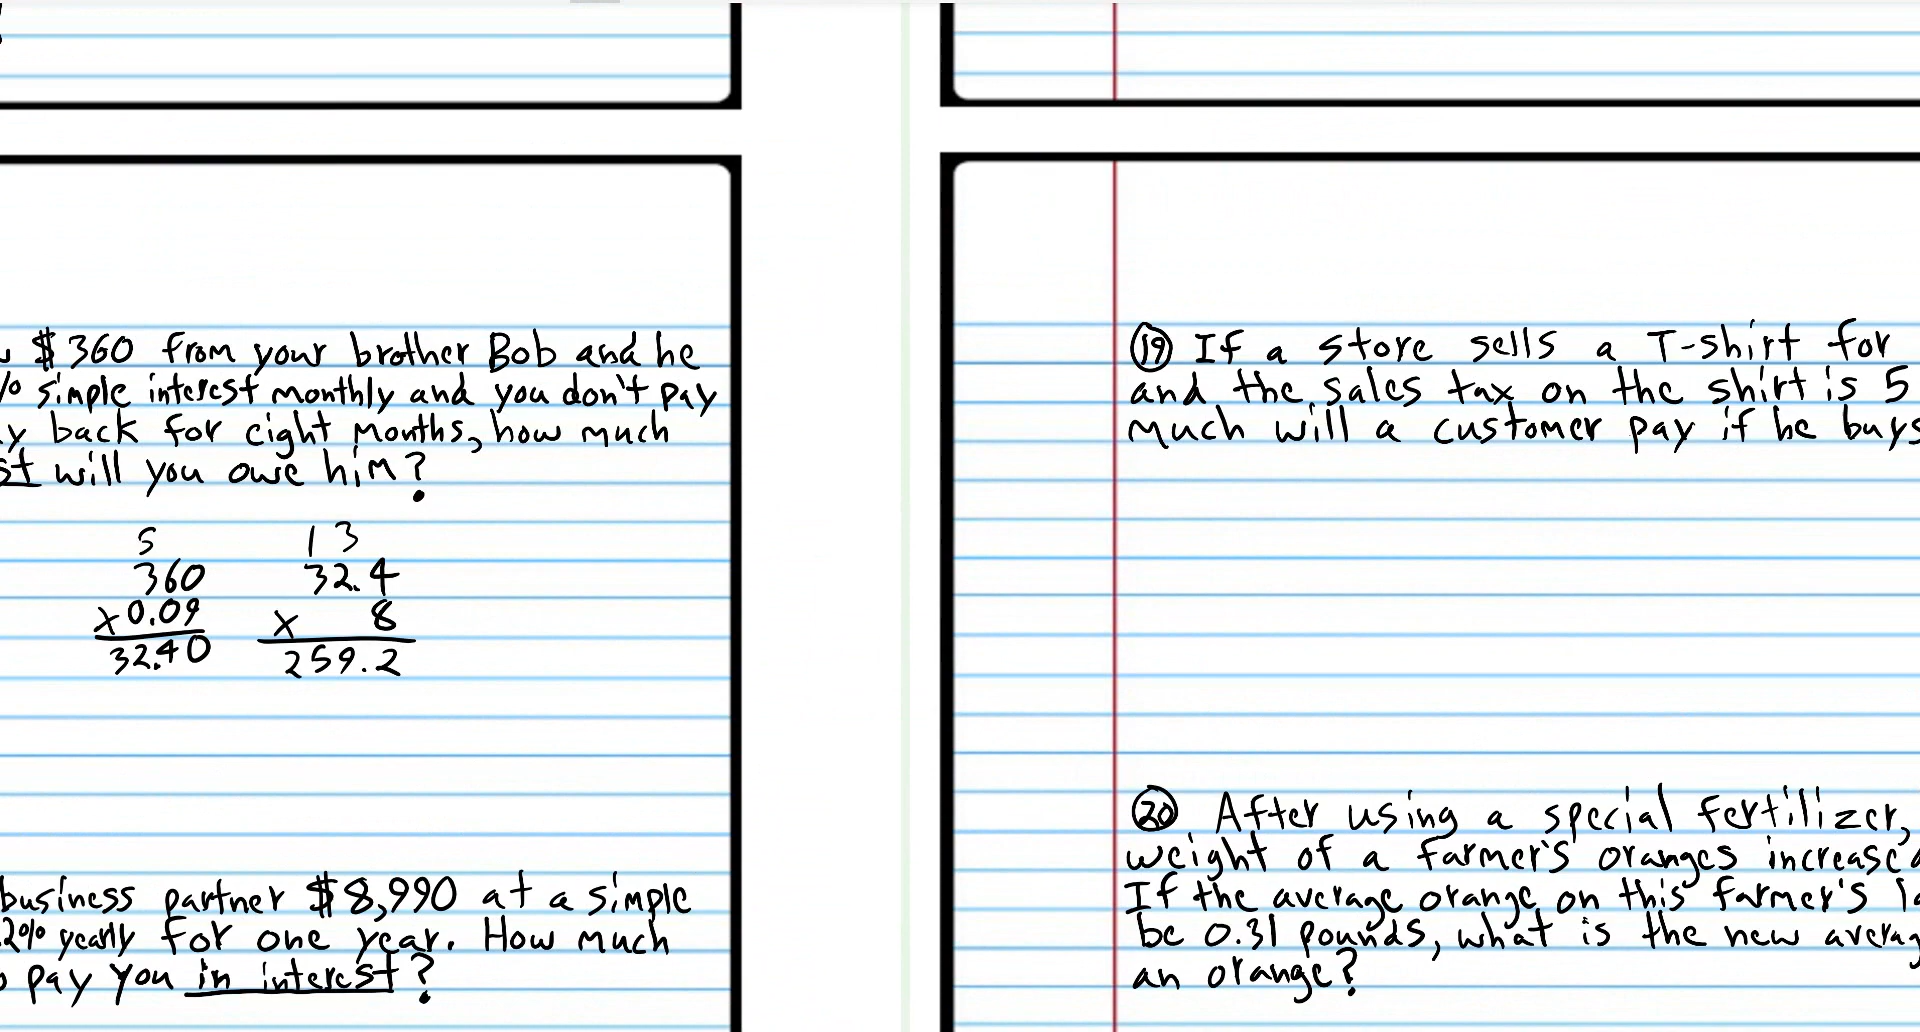 $360 from your brother Bob and he
% simple interest monthly and you don't pay
y back for eight months, how much
st will you owe him?
5 13
360 32.4
x0.09 x 8
32.40 259.2
business partner $8,990 at a simple
2% yearly for one year. How much
pay you in interest?
19 If a store sells a T-shirt for
and the sales tax on the shirt is 5
much will a customer pay if he buys
20 After using a special fertilizer,
weight of a farmer's oranges increase
If the average orange on this farmer's
be 0.31 pounds, what is the new averag
an orange?